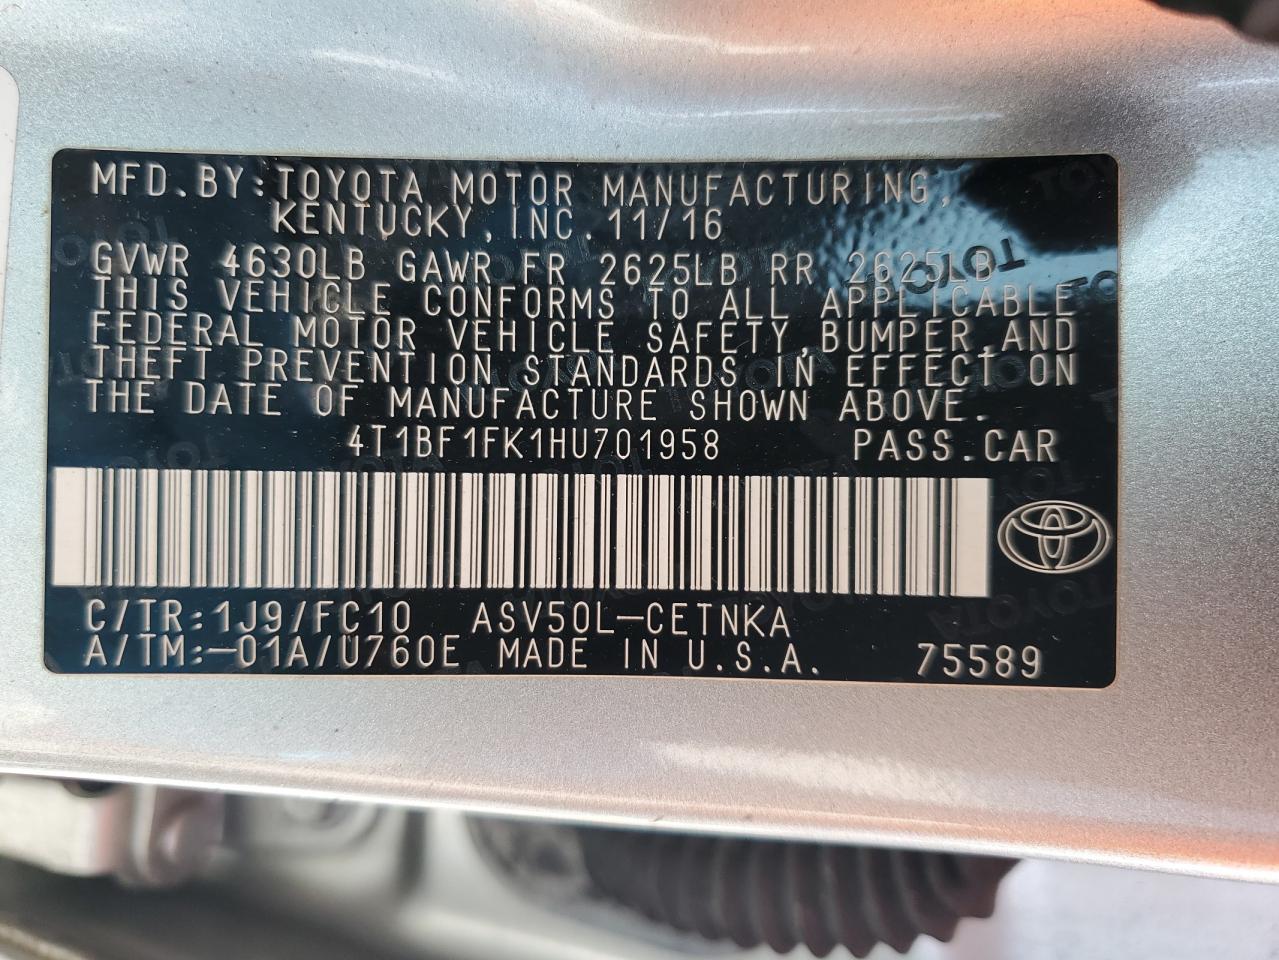 MFD.BY:TOYOTA MOTOR MANUFACTURING,
KENTUCKY,INC.11/16
GVWR 4630LB GAWR FR 2625LB RR 2625LB
THIS VEHICLE CONFORMS TO ALL APPLICABLE
FEDERAL MOTOR VEHICLE SAFETY,BUMPER,AND
THEFT PREVENTION STANDARDS IN EFFECT ON
THE DATE OF MANUFACTURE SHOWN ABOVE.
4T1BF1FK1HU701958 PASS.CAR
C/TR:1J9/FC10 ASV50L-CETNKA
A/TM:-01A/U760E MADE IN U.S.A. 75589